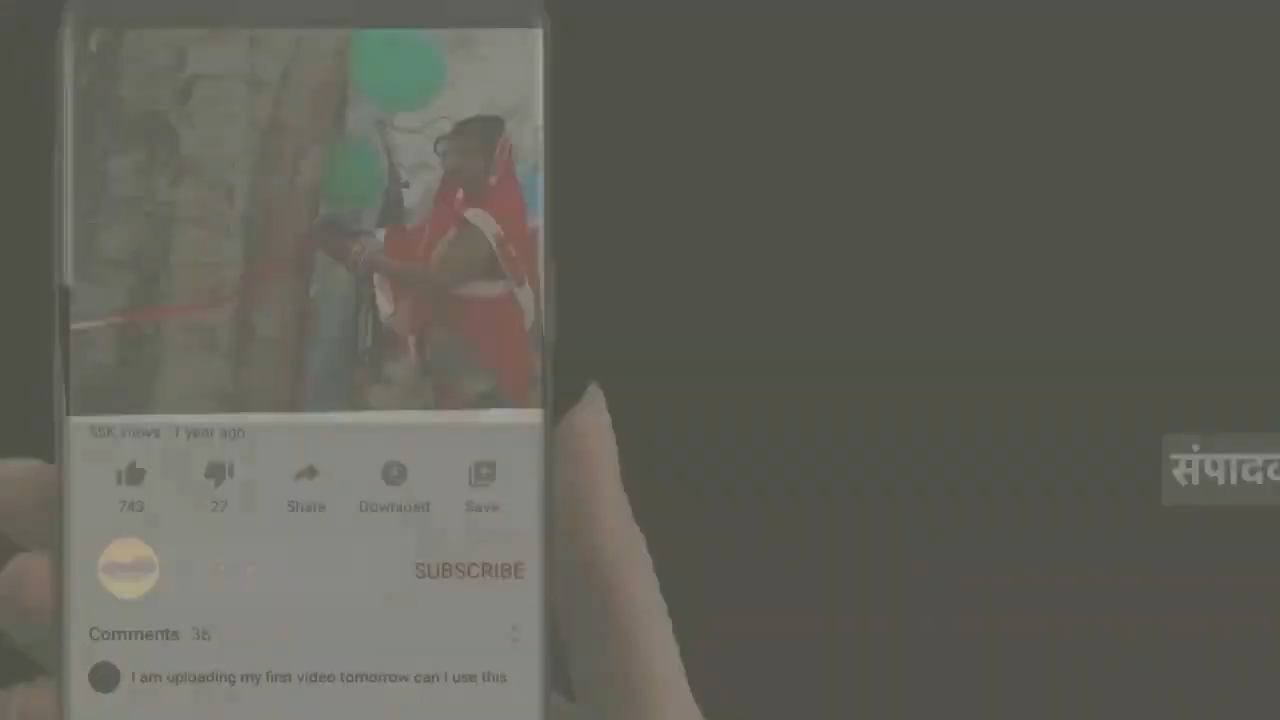 1 year ago
743
27
Share
Download
Save
SUBSCRIBE
Comments 36
I am uploading my first video tomorrow can I use this